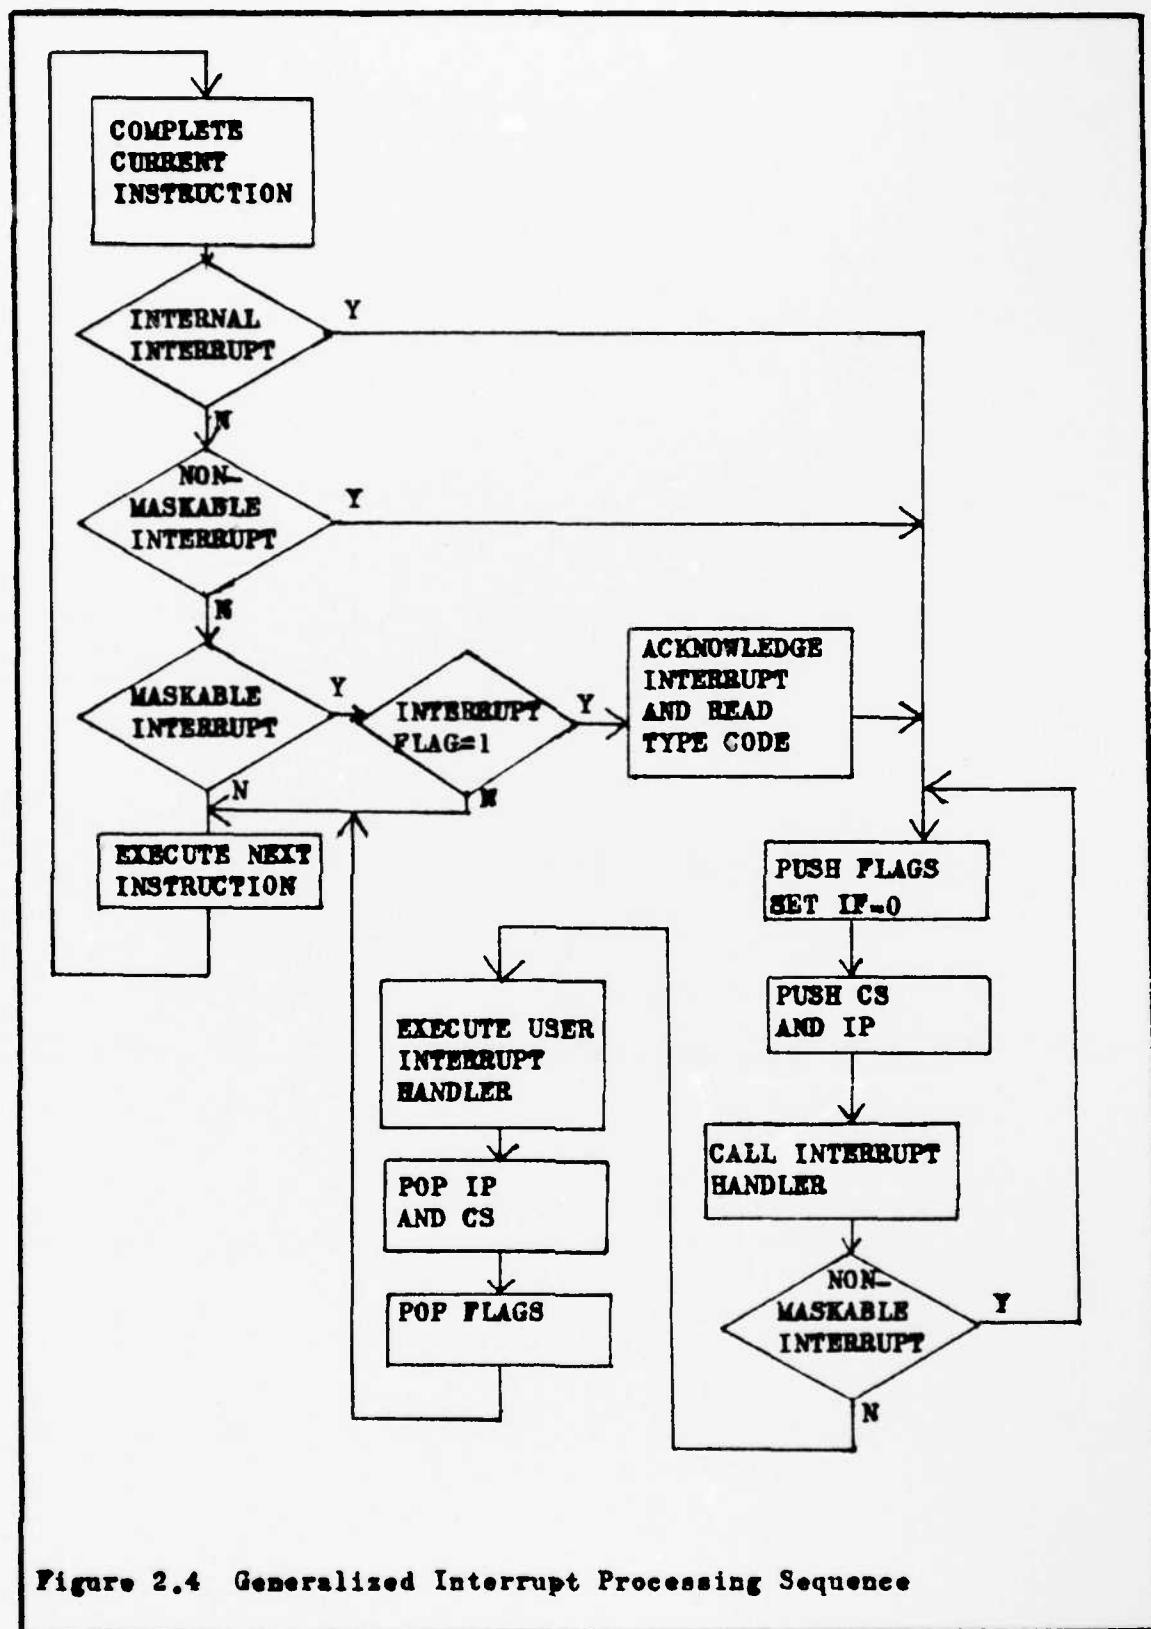 COMPLETE
CURRENT
INSTRUCTION
INTERNAL
INTERRUPT
Y
N
NON-
MASKABLE
INTERRUPT
Y
N
MASKABLE
INTERRUPT
Y
N
INTERRUPT
FLAG=1
Y
N
ACKNOWLEDGE
INTERRUPT
AND READ
TYPE CODE
EXECUTE NEXT
INSTRUCTION
PUSH FLAGS
SET IF=0
PUSH CS
AND IP
CALL INTERRUPT
HANDLER
NON-
MASKABLE
INTERRUPT
Y
N
EXECUTE USER
INTERRUPT
HANDLER
POP IP
AND CS
POP FLAGS
Figure 2.4 Generalized Interrupt Processing Sequence